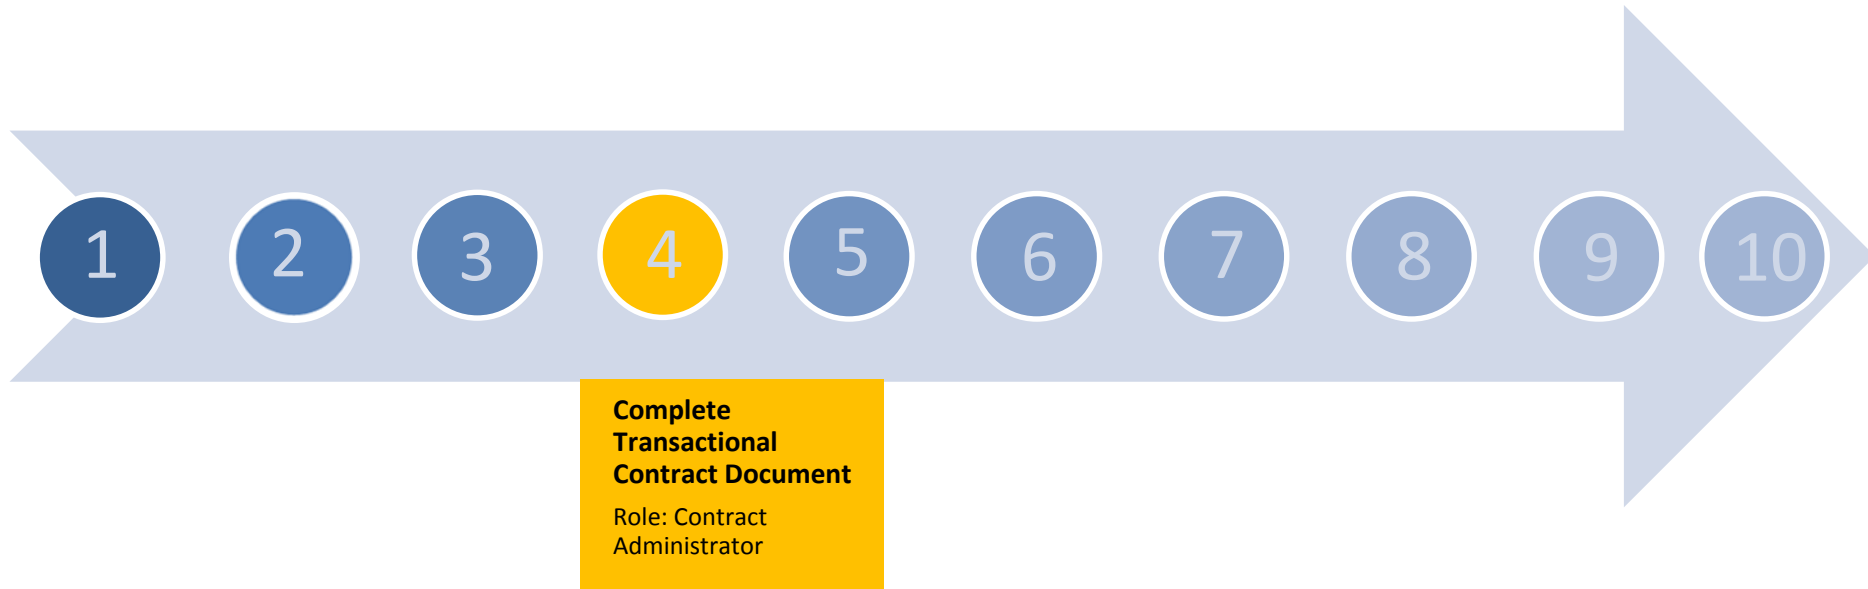 1 2 3 4 5 6 7 8 9 10
Complete
Transactional
Contract Document
Role: Contract
Administrator